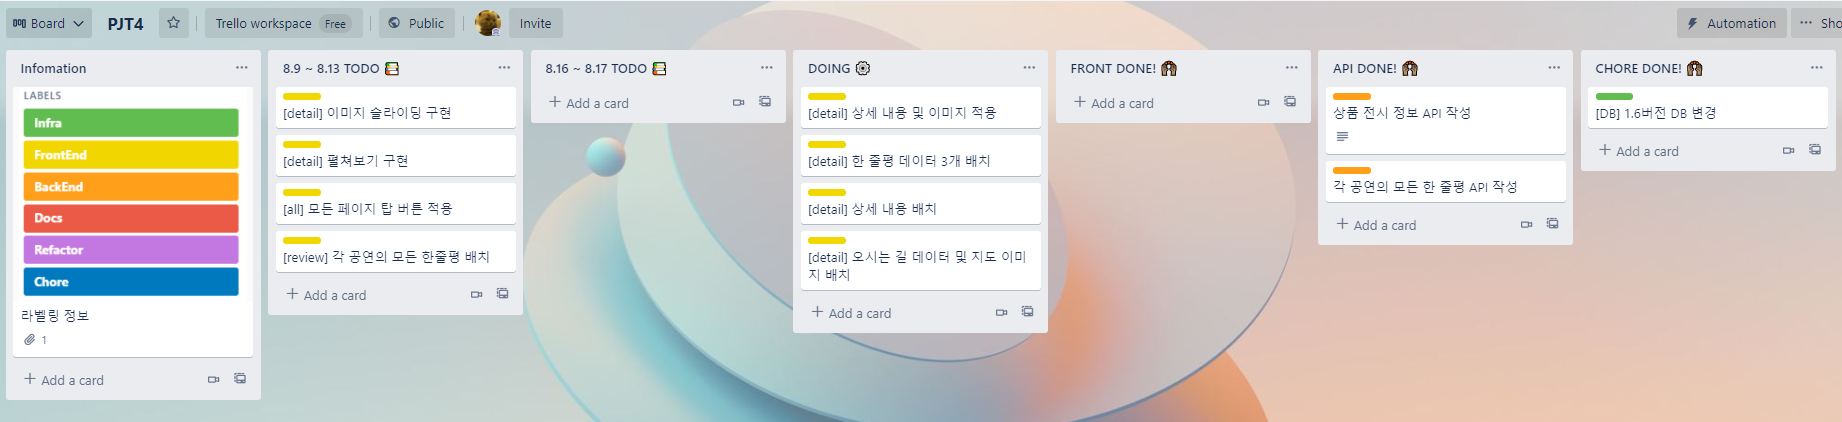 Board
PJT4
Trello workspace Free
Public
Invite
Automation
Sho
Infomation
LABELS
Infra
FrontEnd
BackEnd
Docs
Refactor
Chore
라벨링 정보
1
Add a card
8.9 ~ 8.13 TODO
[detail] 이미지 슬라이딩 구현
[detail] 펼쳐보기 구현
[all] 모든 페이지 탑 버튼 적용
[review] 각 공연의 모든 한줄평 배치
Add a card
8.16 ~ 8.17 TODO
Add a card
DOING
[detail] 상세 내용 및 이미지 적용
[detail] 한 줄평 데이터 3개 배치
[detail] 상세 내용 배치
[detail] 오시는 길 데이터 및 지도 이미
지 배치
Add a card
FRONT DONE!
Add a card
API DONE!
상품 전시 정보 API 작성
각 공연의 모든 한 줄평 API 작성
Add a card
CHORE DONE!
[DB] 1.6버전 DB 변경
Add a card